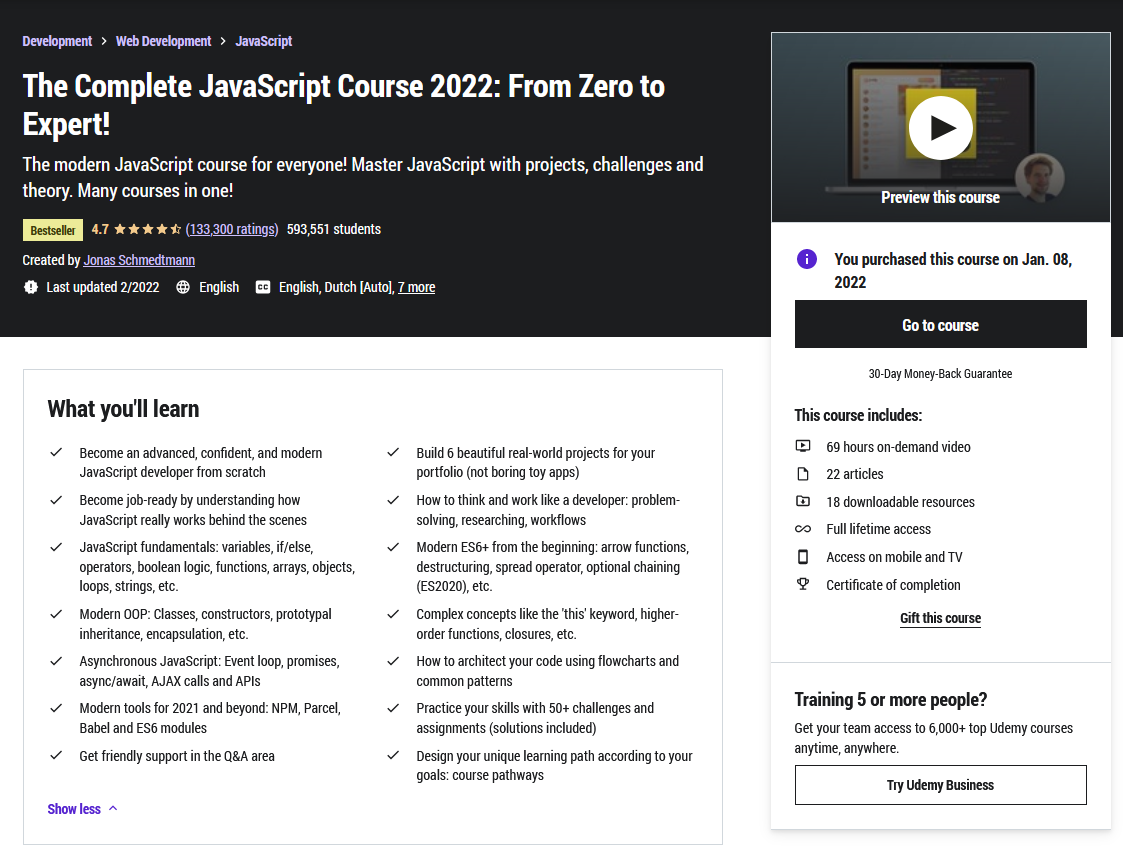 Development > Web Development > JavaScript
The Complete JavaScript Course 2022: From Zero to
Expert!
The modern JavaScript course for everyone! Master JavaScript with projects, challenges and
theory. Many courses in one!
Bestseller 4.7 (133,300 ratings) 593,551 students
Created by Jonas Schmedtmann
Last updated 2/2022 English CC English, Dutch [Auto], 7 more
Preview this course
You purchased this course on Jan. 08,
2022
Go to course
30-Day Money-Back Guarantee
This course includes:
69 hours on-demand video
22 articles
18 downloadable resources
Full lifetime access
Access on mobile and TV
Certificate of completion
Gift this course
Training 5 or more people?
Get your team access to 6,000+ top Udemy courses
anytime, anywhere.
Try Udemy Business
What you'll learn
Become an advanced, confident, and modern
JavaScript developer from scratch
Build 6 beautiful real-world projects for your
portfolio (not boring toy apps)
Become job-ready by understanding how
JavaScript really works behind the scenes
How to think and work like a developer: problem-
solving, researching, workflows
JavaScript fundamentals: variables, if/else,
operators, boolean logic, functions, arrays, objects,
loops, strings, etc.
Modern ES6+ from the beginning: arrow functions,
destructuring, spread operator, optional chaining
(ES2020), etc.
Modern OOP: Classes, constructors, prototypal
inheritance, encapsulation, etc.
Complex concepts like the 'this' keyword, higher-
order functions, closures, etc.
Asynchronous JavaScript: Event loop, promises,
async/await, AJAX calls and APIs
How to architect your code using flowcharts and
common patterns
Modern tools for 2021 and beyond: NPM, Parcel,
Babel and ES6 modules
Practice your skills with 50+ challenges and
assignments (solutions included)
Get friendly support in the Q&A area
Design your unique learning path according to your
goals: course pathways
Show less